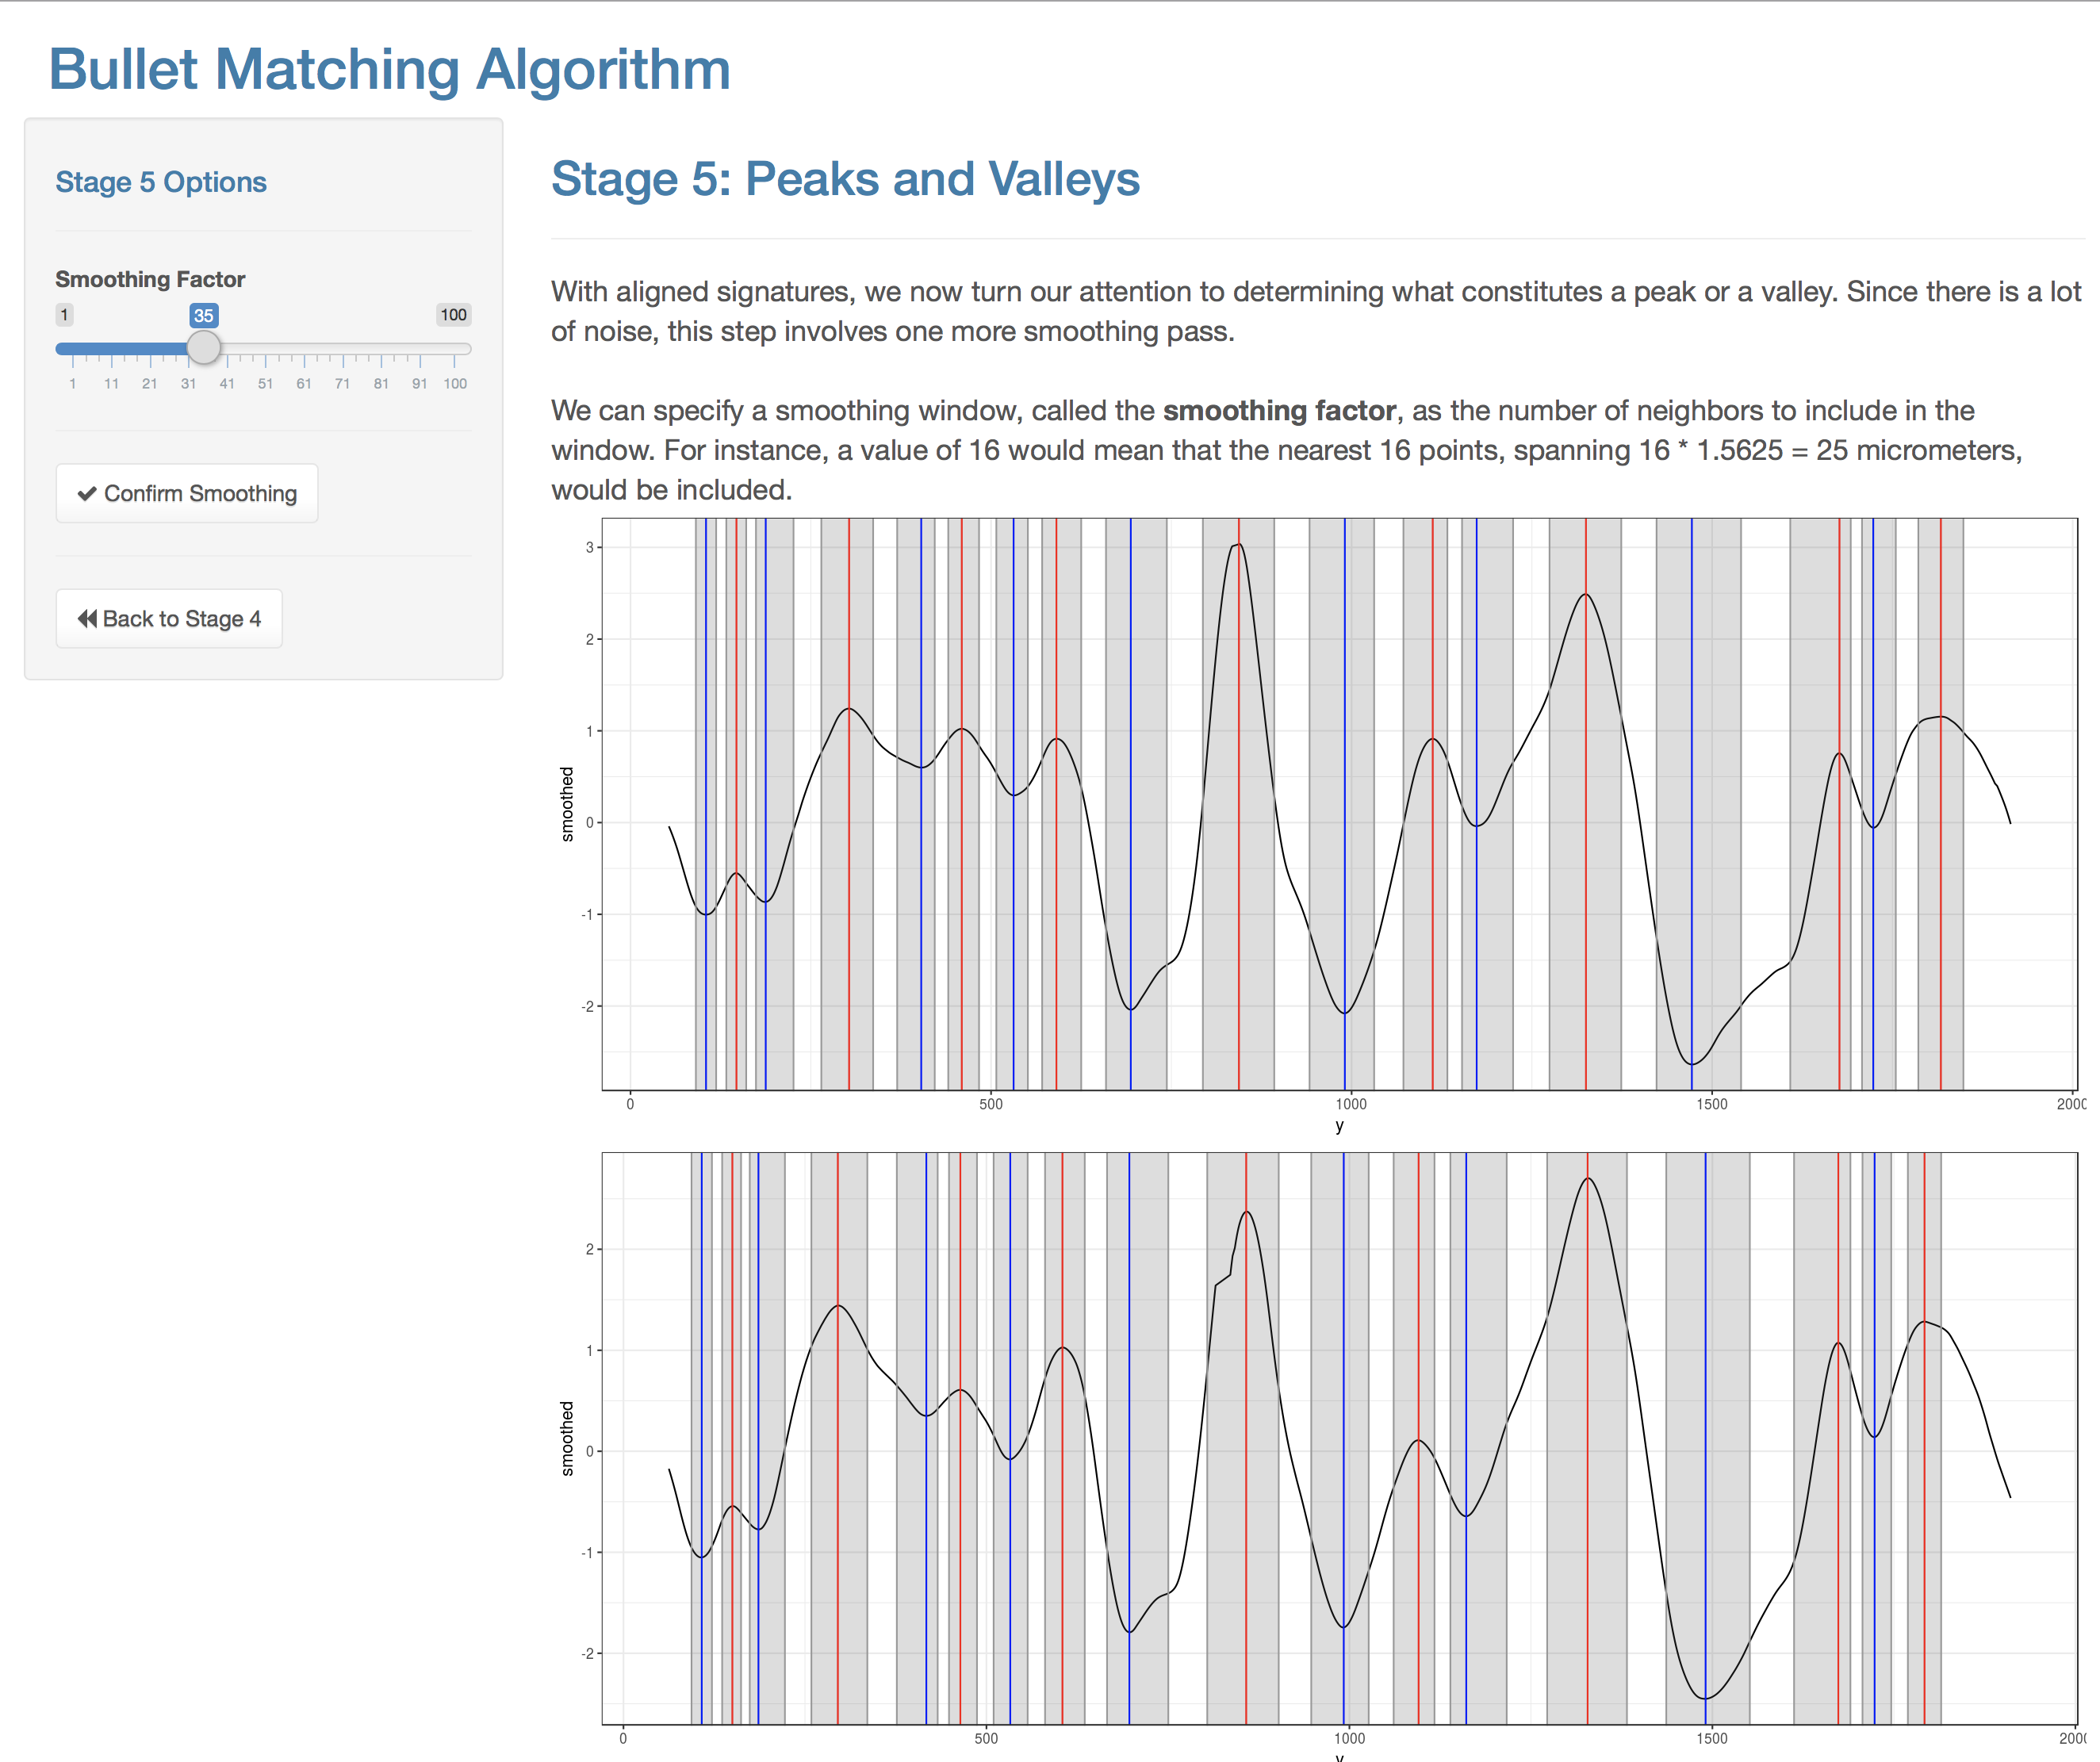 Bullet Matching Algorithm
Stage 5 Options
Smoothing Factor
1 35 100
1 11 21 31 41 51 61 71 81 91 100
Confirm Smoothing
Back to Stage 4
Stage 5: Peaks and Valleys
With aligned signatures, we now turn our attention to determining what constitutes a peak or a valley. Since there is a lot
of noise, this step involves one more smoothing pass.
We can specify a smoothing window, called the smoothing factor, as the number of neighbors to include in the
window. For instance, a value of 16 would mean that the nearest 16 points, spanning 16 * 1.5625 = 25 micrometers,
would be included.
3
2
1
0
-1
-2
smoothed
0 500 1000 1500 2000
y
2
1
0
-1
-2
smoothed
0 500 1000 1500 2000
y